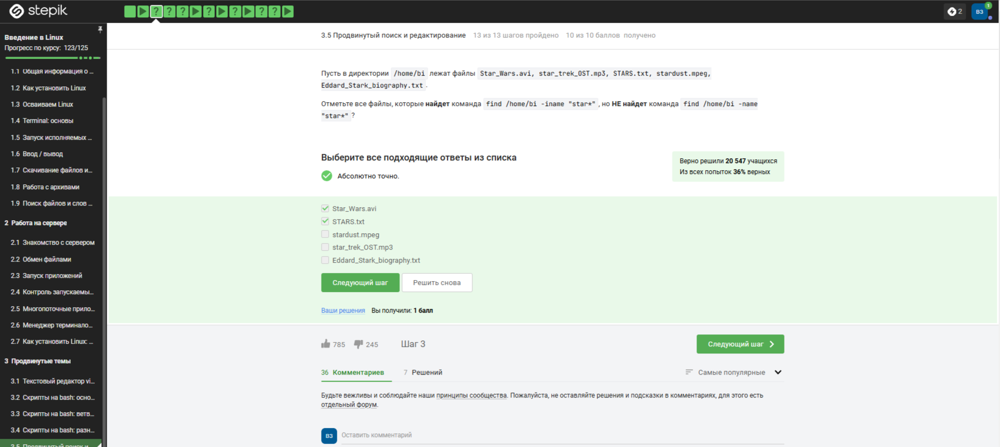 stepik
2
ВЗ
1
Введение в Linux
Прогресс по курсу: 123/125
1.1 Общая информация о ...
1.2 Как установить Linux
1.3 Осваиваем Linux
1.4 Terminal: основы
1.5 Запуск исполняемых ...
1.6 Ввод / вывод
1.7 Скачивание файлов и...
1.8 Работа с архивами
1.9 Поиск файлов и слов ...
2 Работа на сервере
2.1 Знакомство с сервером
2.2 Обмен файлами
2.3 Запуск приложений
2.4 Контроль запускаемы...
2.5 Многопоточные прило...
2.6 Менеджер терминало...
2.7 Как установить Linux: ...
3 Продвинутые темы
3.1 Текстовый редактор vi...
3.2 Скрипты на bash: осно...
3.3 Скрипты на bash: ветв...
3.4 Скрипты на bash: разн...
3.5 Продвинутый поиск и
3.5 Продвинутый поиск и редактирование 13 из 13 шагов пройдено 10 из 10 баллов получено
Пусть в директории /home/bi лежат файлы Star_Wars.avi, star_trek_OST.mp3, STARS.txt, stardust.mpeg,
Eddard_Stark_biography.txt .
Отметьте все файлы, которые найдет команда find /home/bi -iname "star*" , но НЕ найдет команда find /home/bi -name
"star*" ?
Выберите все подходящие ответы из списка
Абсолютно точно.
Верно решили 20 547 учащихся
Из всех попыток 36% верных
Star_Wars.avi
STARS.txt
stardust.mpeg
star_trek_OST.mp3
Eddard_Stark_biography.txt
Следующий шаг Решить снова
Ваши решения Вы получили: 1 балл
785 245 Шаг 3 Следующий шаг
36 Комментариев 7 Решений Самые популярные
Будьте вежливы и соблюдайте наши принципы сообщества. Пожалуйста, не оставляйте решения и подсказки в комментариях, для этого есть
отдельный форум.
ВЗ Оставить комментарий